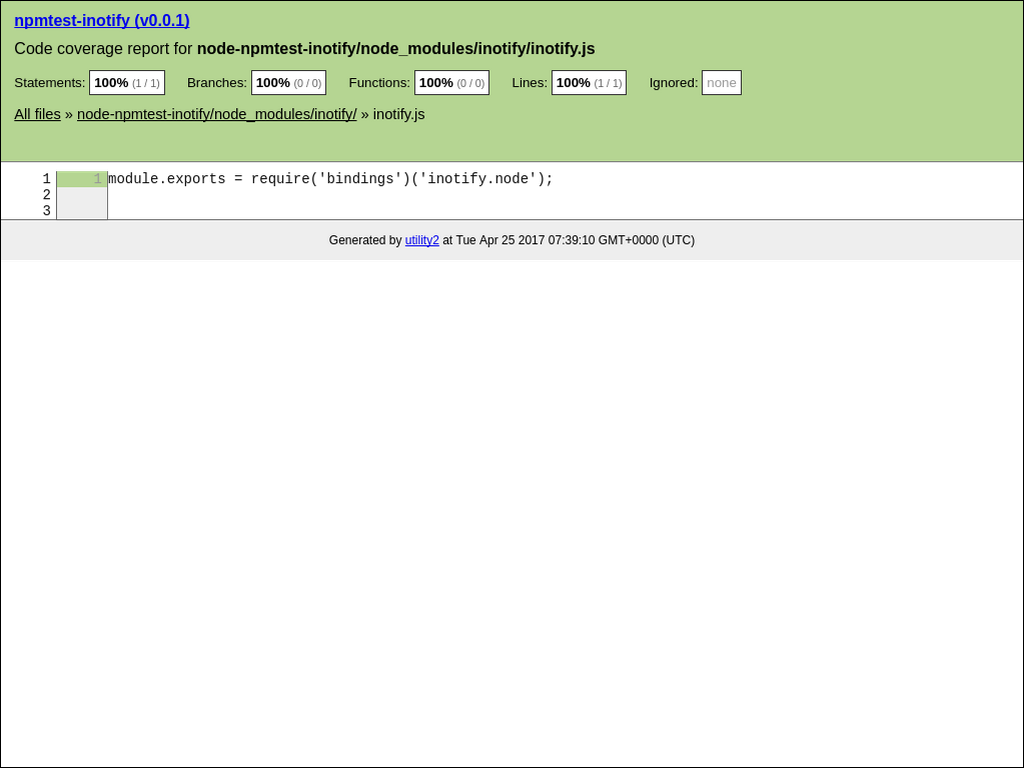 npmtest-inotify (v0.0.1)
Code coverage report for node-npmtest-inotify/node_modules/inotify/inotify.js
Statements: 100% (1 / 1) Branches: 100% (0 / 0) Functions: 100% (0 / 0) Lines: 100% (1 / 1) Ignored: none
All files » node-npmtest-inotify/node_modules/inotify/ » inotify.js
1 1 module.exports = require('bindings')('inotify.node');
2
3
Generated by utility2 at Tue Apr 25 2017 07:39:10 GMT+0000 (UTC)